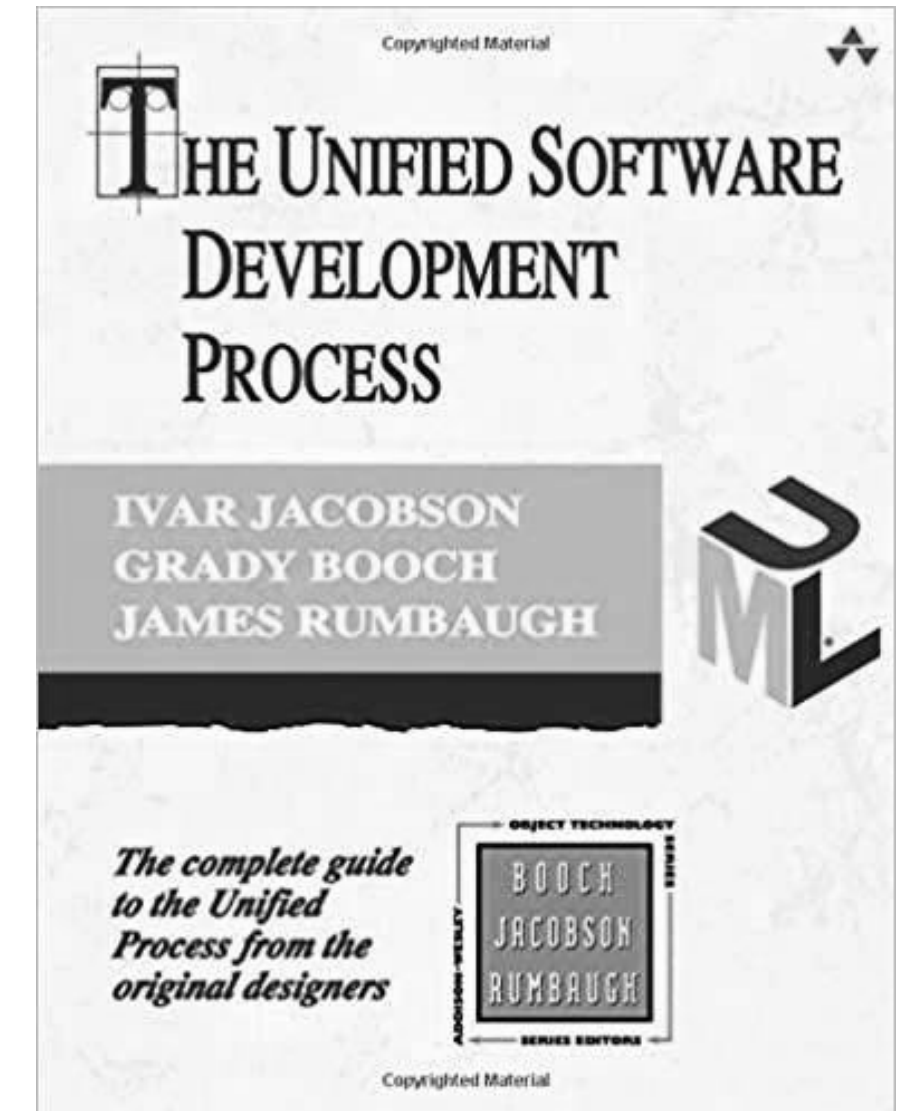 Copyrighted Material
THE UNIFIED SOFTWARE
DEVELOPMENT
PROCESS
IVAR JACOBSON
GRADY BOOCH
JAMES RUMBAUGH
UML
The complete guide
to the Unified
Process from the
original designers
OBJECT TECHNOLOGY
SERIES
BOOCH
JACOBSON
RUMBAUGH
ADDISON-WESLEY
SERIES EDITORS
Copyrighted Material